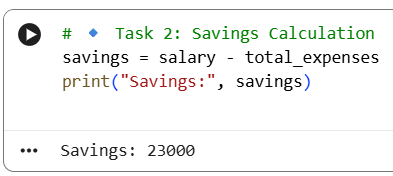 # 🔹 Task 2: Savings Calculation
savings = salary - total_expenses
print("Savings:", savings)
Savings: 23000